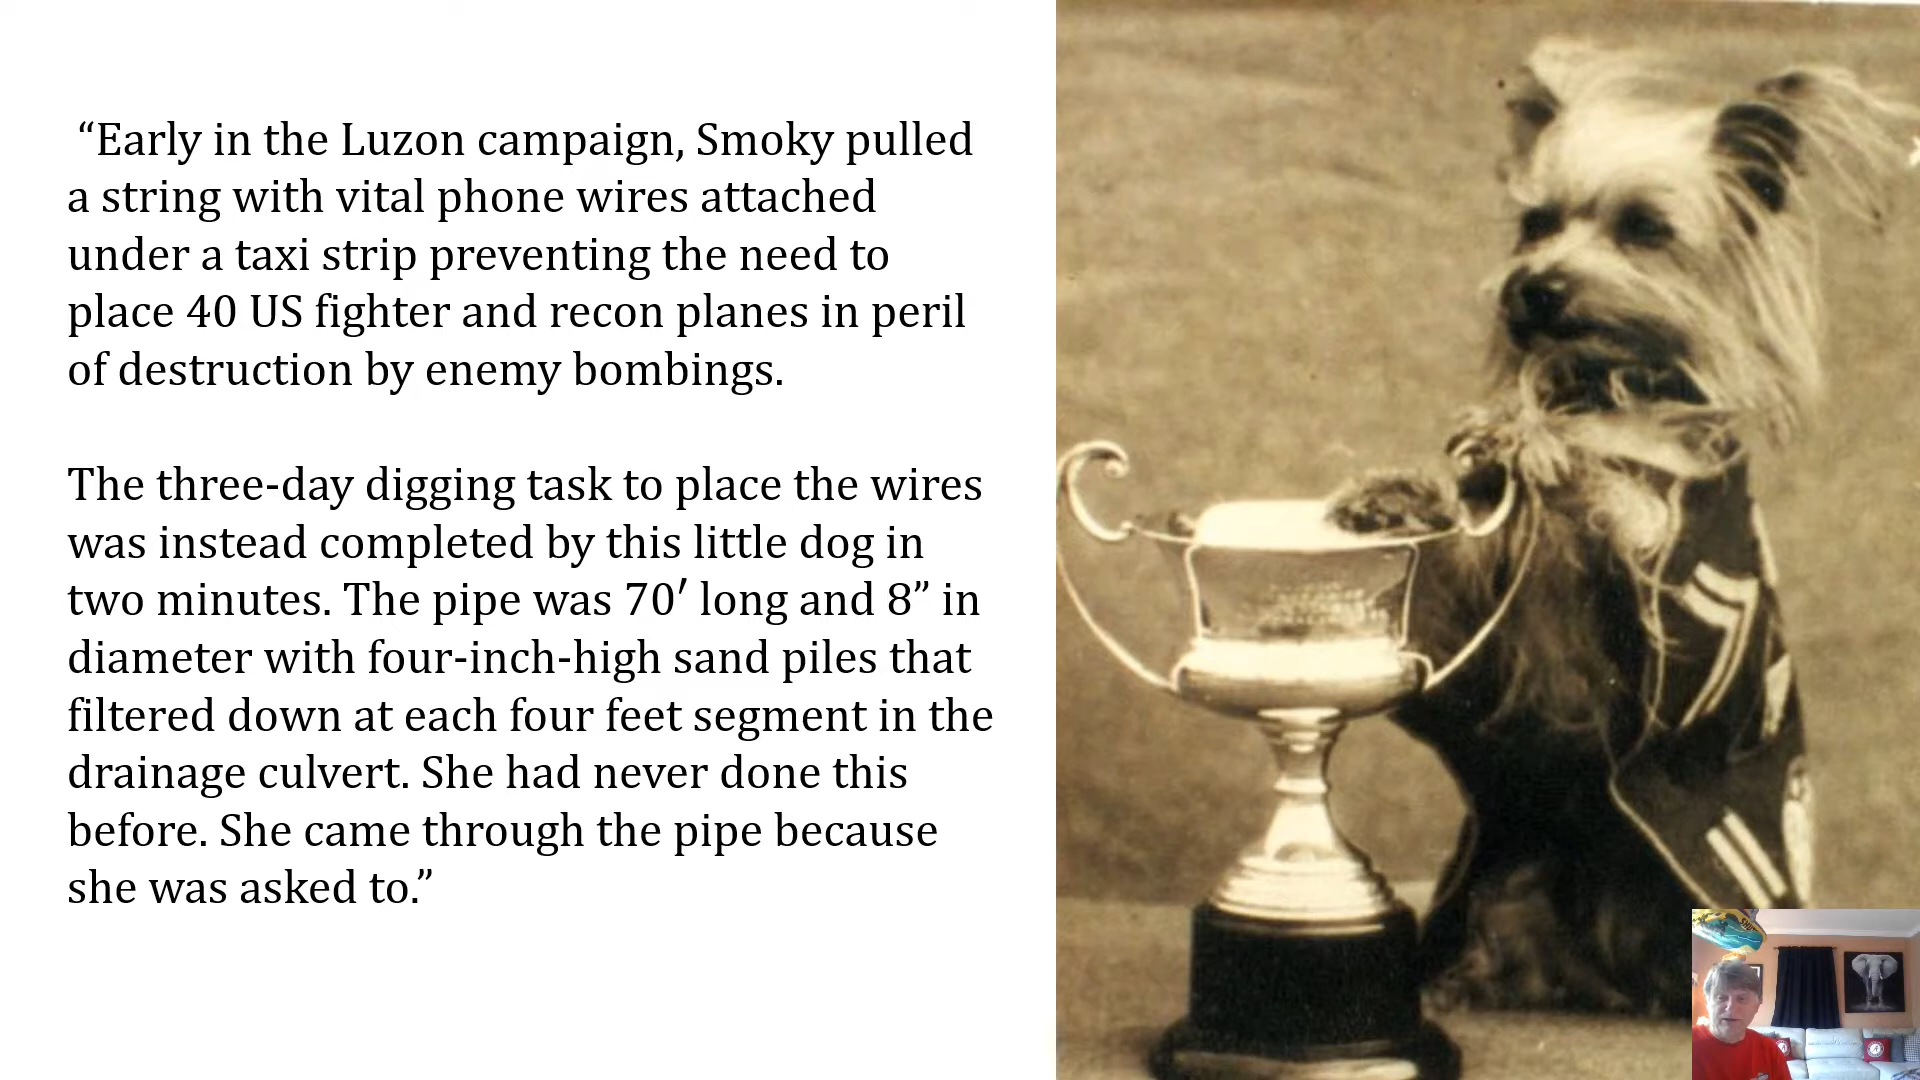 “Early in the Luzon campaign, Smoky pulled
a string with vital phone wires attached
under a taxi strip preventing the need to
place 40 US fighter and recon planes in peril
of destruction by enemy bombings.
The three-day digging task to place the wires
was instead completed by this little dog in
two minutes. The pipe was 70′ long and 8” in
diameter with four-inch-high sand piles that
filtered down at each four feet segment in the
drainage culvert. She had never done this
before. She came through the pipe because
she was asked to.”